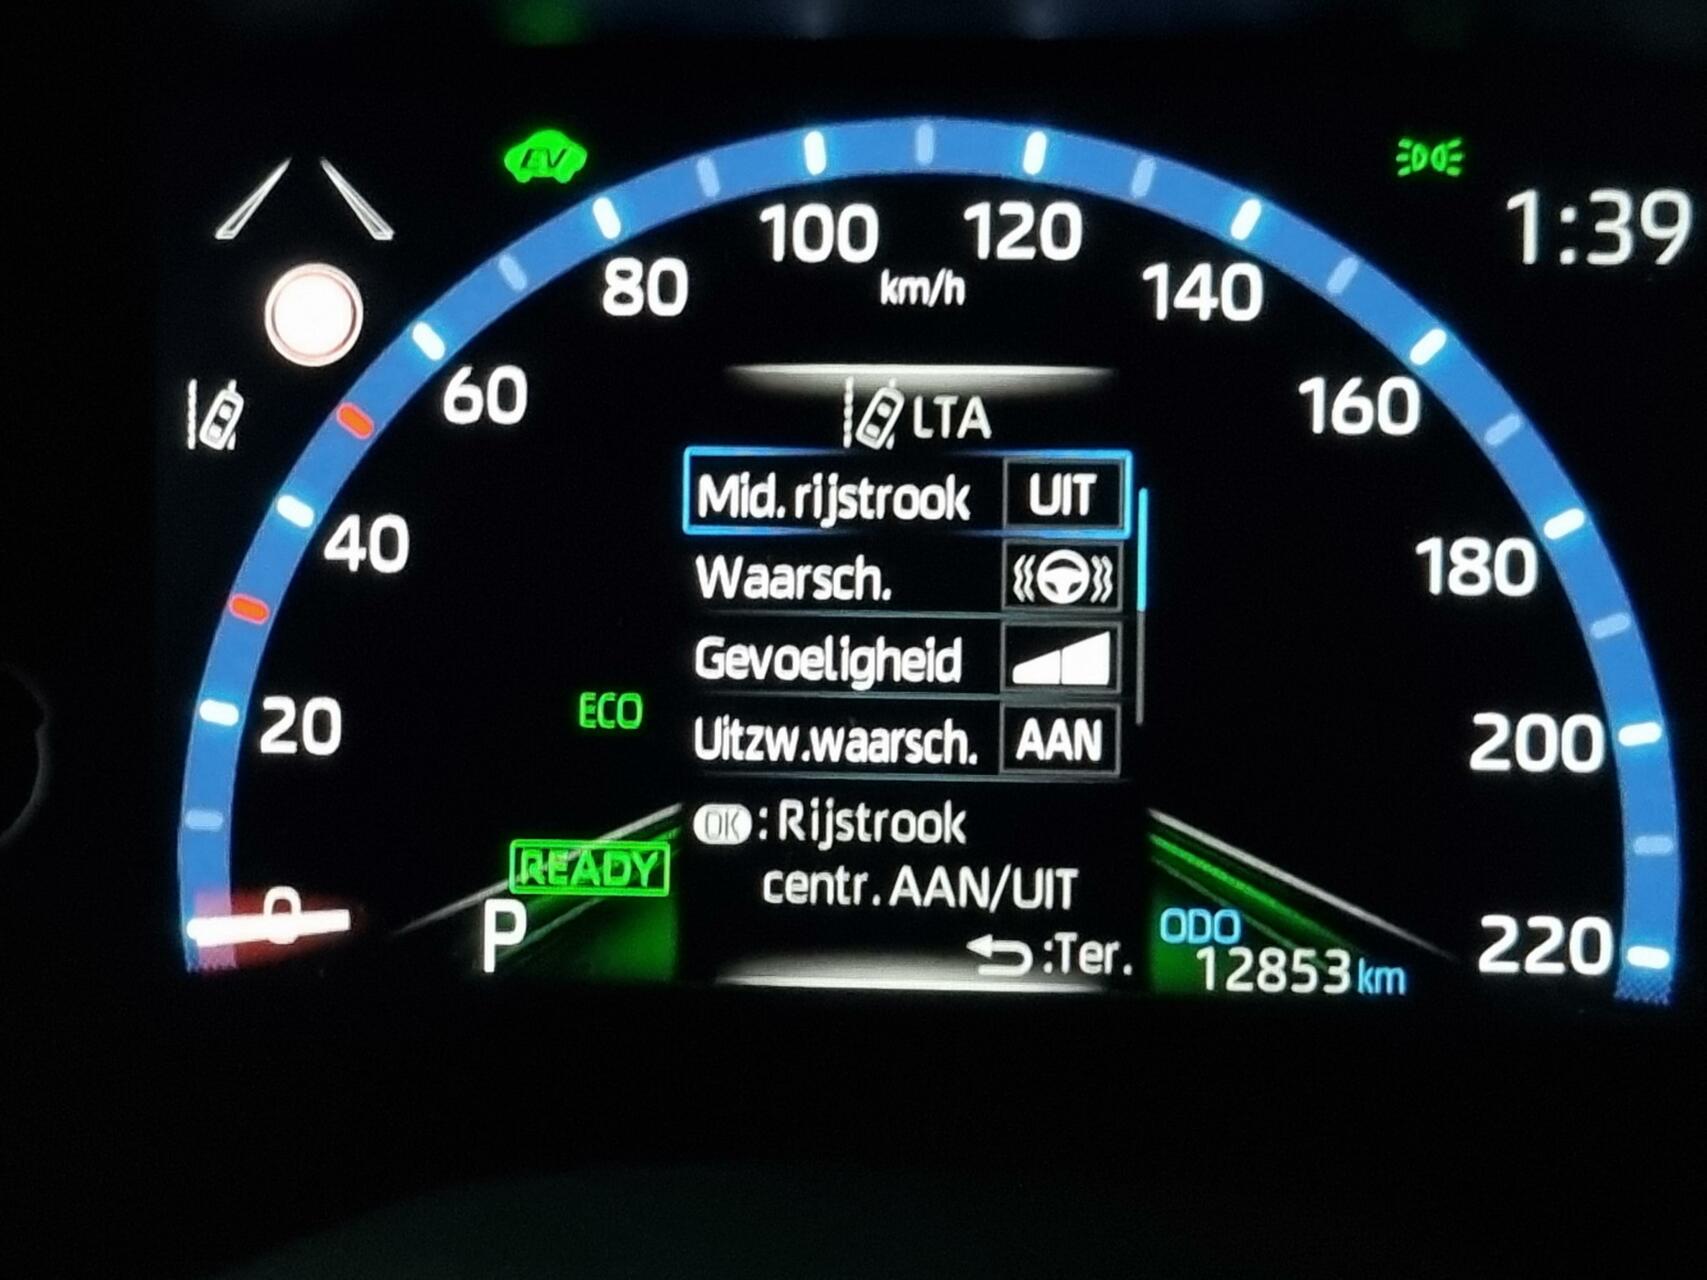 EV
1:39
100 120
km/h
80 140
60 160
LTA
Mid. rijstrook UIT
40 180
Waarsch.
Gevoeligheid
20 ECO 200
Uitzw.waarsch. AAN
OK : Rijstrook
centr. AAN/UIT
READY
0 P 220
ODO
12853 km
:Ter.